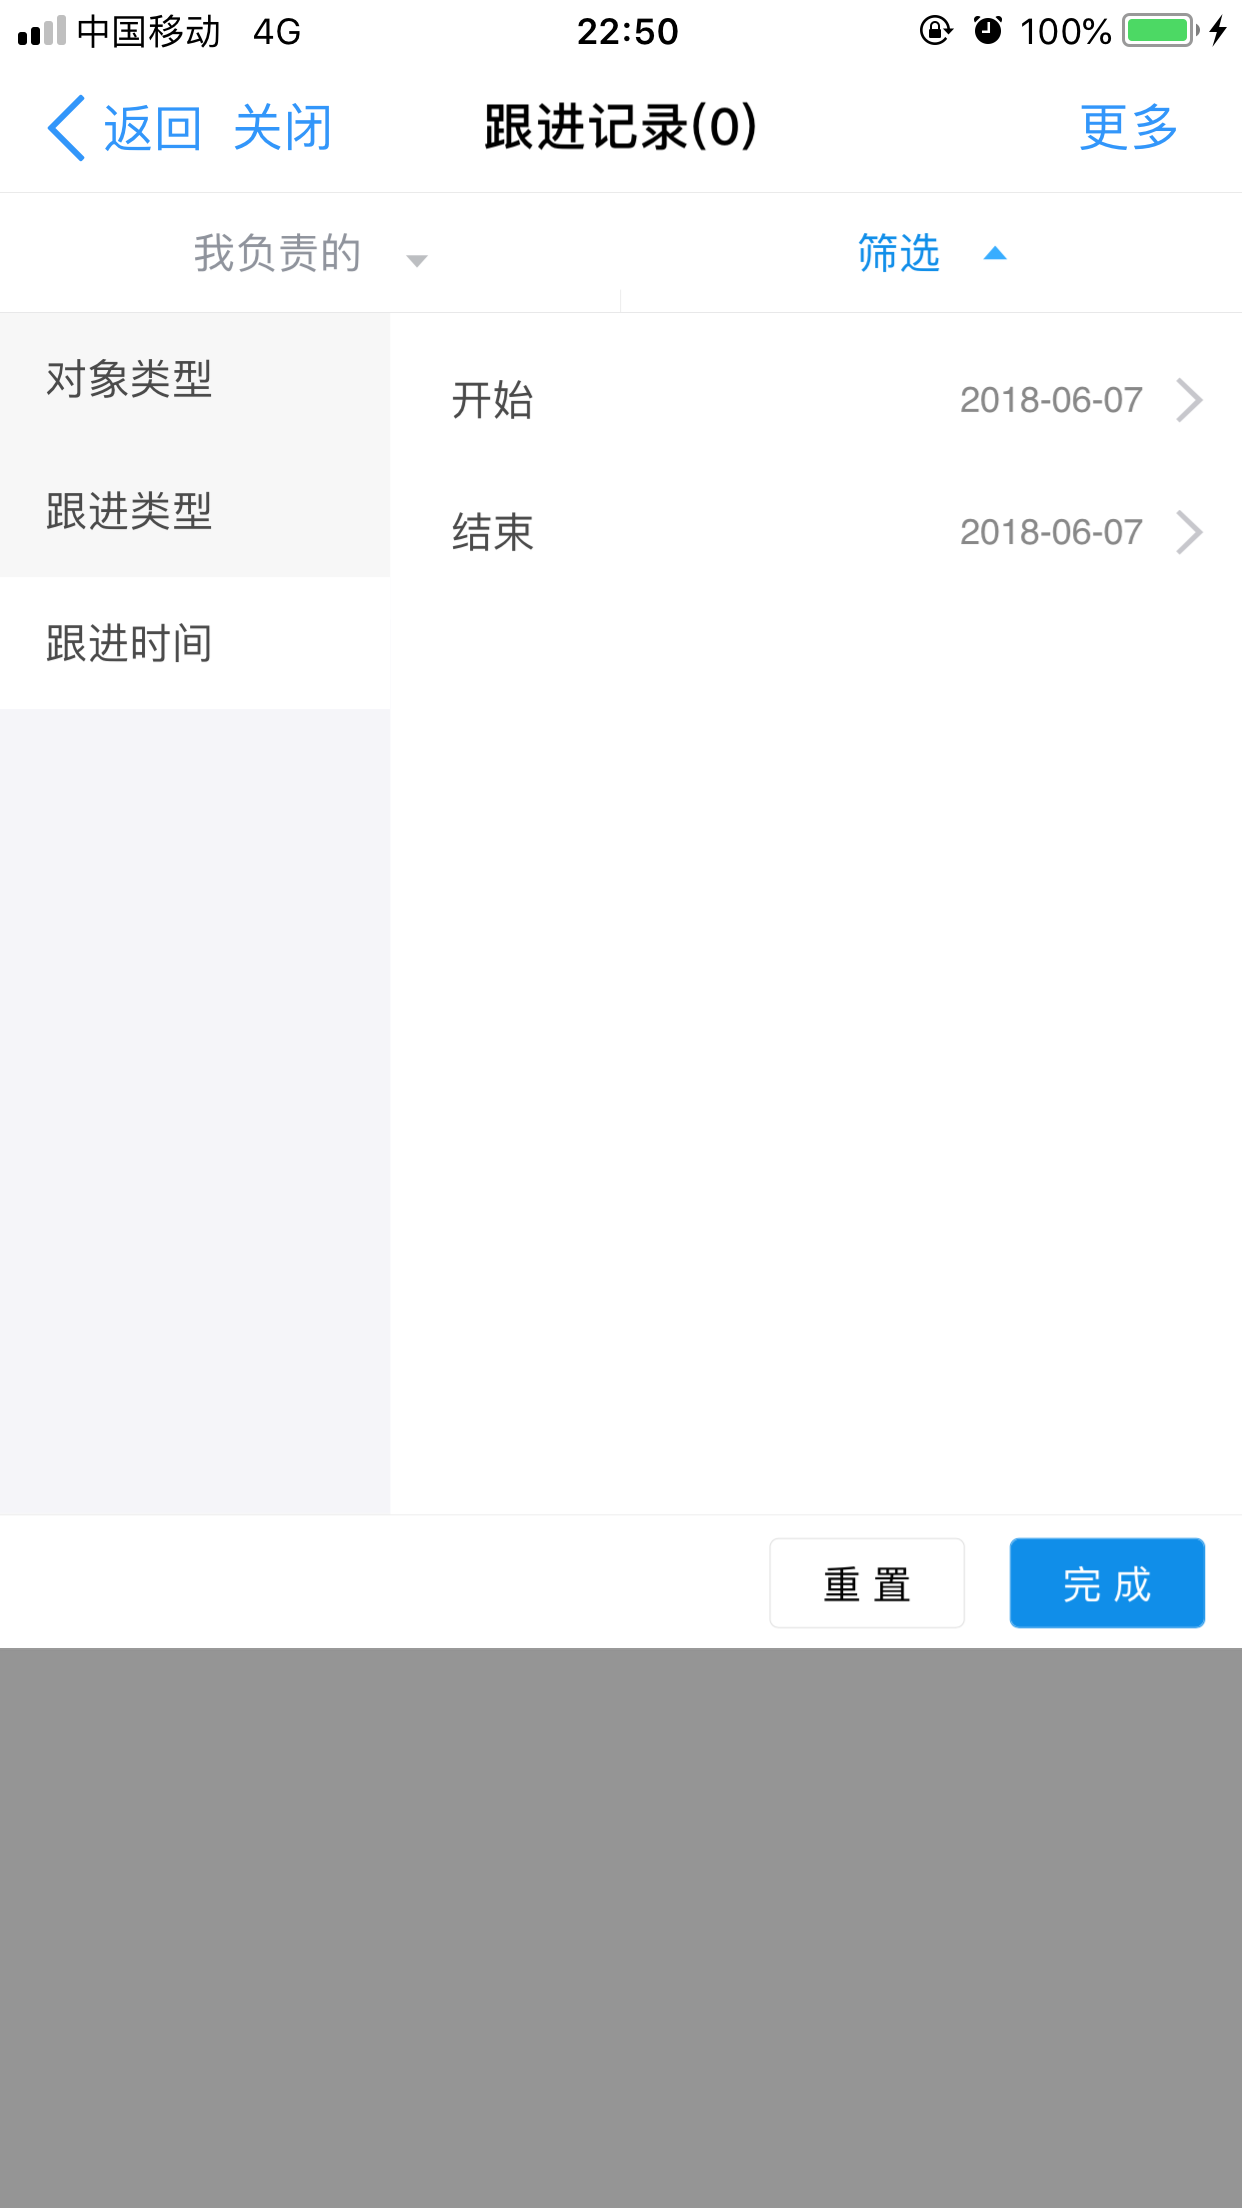 中国移动 4G 22:50 100%
返回 关闭 跟进记录(0) 更多
我负责的 筛选
对象类型
跟进类型
跟进时间
开始 2018-06-07
结束 2018-06-07
重置 完成